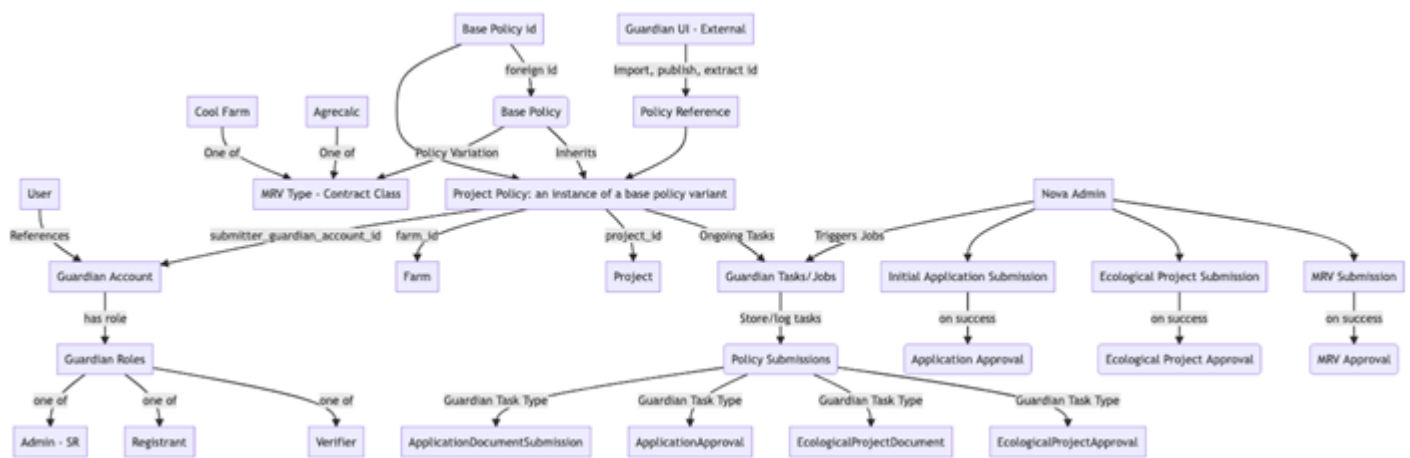 Base Policy id
Guardian UI - External
foreign id
Import, publish, extract id
Cool Farm
Agrecalc
Base Policy
Policy Reference
One of
One of
Policy Variation
Inherits
User
MRV Type - Contract Class
Project Policy: an instance of a base policy variant
Nova Admin
References
submitter_guardian_account_id
farm_id
project_id
Ongoing Tasks
Triggers Jobs
Guardian Account
Farm
Project
Guardian Tasks/Jobs
Initial Application Submission
Ecological Project Submission
MRV Submission
has role
Store/log tasks
on success
on success
on success
Guardian Roles
Policy Submissions
Application Approval
Ecological Project Approval
MRV Approval
one of
one of
one of
Guardian Task Type
Guardian Task Type
Guardian Task Type
Guardian Task Type
Admin - SR
Registrant
Verifier
ApplicationDocumentSubmission
ApplicationApproval
EcologicalProjectDocument
EcologicalProjectApproval